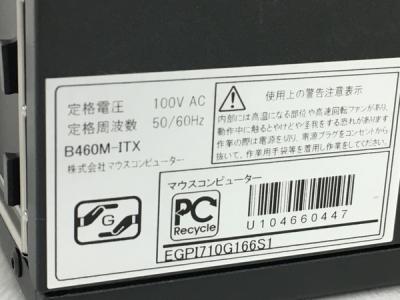 定格電圧 100V AC
定格周波数 50/60Hz
B460M-ITX
株式会社マウスコンピューター
使用上の警告注意表示
内部には高温になる部位や高速回転ファンがあり、
動作中に触るとやけどや怪我をする恐れがあります。
作業の際は電源を切り、電源プラグをコンセントから
抜いて、作業用手袋等を着用し作業をしてください。
G
マウスコンピューター
PC
Recycle
U104660447
EGPI710G166S1